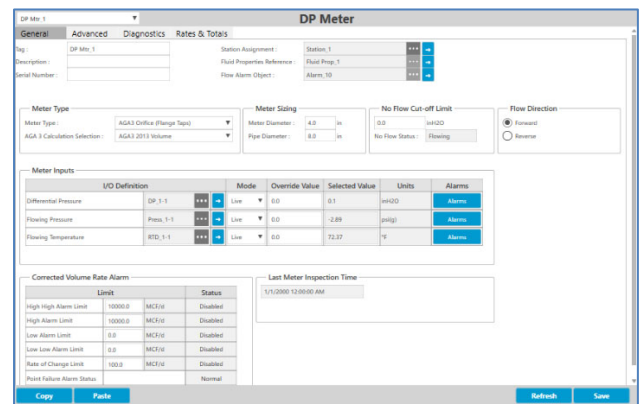 DP Mtr_1
DP Meter
General Advanced Diagnostics Rates & Totals
Tag : DP Mtr_1 Station Assignment : Station_1
Description : Fluid Properties Reference : Fluid Prop_1
Serial Number : Flow Alarm Object : Alarm_10
Meter Type Meter Sizing No Flow Cut-off Limit Flow Direction
Meter Type : AGA3 Orifice (Flange Taps) Meter Diameter : 4.0 in 0.0 inH2O Forward
AGA 3 Calculation Selection : AGA3 2013 Volume Pipe Diameter : 8.0 in No Flow Status : Flowing Reverse
Meter Inputs
I/O Definition Mode Override Value Selected Value Units Alarms
Differential Pressure DP_1-1 Live 0.0 0.1 inH2O Alarms
Flowing Pressure Press_1-1 Live 0.0 -2.89 psi(g) Alarms
Flowing Temperature RTD_1-1 Live 0.0 72.37 °F Alarms
Corrected Volume Rate Alarm Last Meter Inspection Time
Limit Status 1/1/2000 12:00:00 AM
High High Alarm Limit 10000.0 MCF/d Disabled
High Alarm Limit 10000.0 MCF/d Disabled
Low Alarm Limit 0.0 MCF/d Disabled
Low Low Alarm Limit 0.0 MCF/d Disabled
Rate of Change Limit 100.0 MCF/d Disabled
Point Failure Alarm Status Normal
Copy Paste Refresh Save